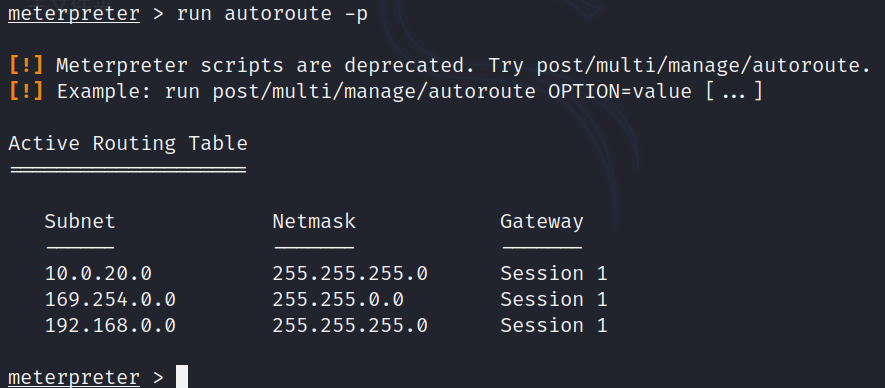 meterpreter > run autoroute -p
[!] Meterpreter scripts are deprecated. Try post/multi/manage/autoroute.
[!] Example: run post/multi/manage/autoroute OPTION=value [...]
Active Routing Table
====================
Subnet Netmask Gateway
------ ------- -------
10.0.20.0 255.255.255.0 Session 1
169.254.0.0 255.255.0.0 Session 1
192.168.0.0 255.255.255.0 Session 1
meterpreter >